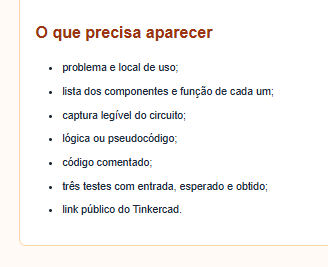 O que precisa aparecer
• problema e local de uso;
• lista dos componentes e função de cada um;
• captura legível do circuito;
• lógica ou pseudocódigo;
• código comentado;
• três testes com entrada, esperado e obtido;
• link público do Tinkercad.